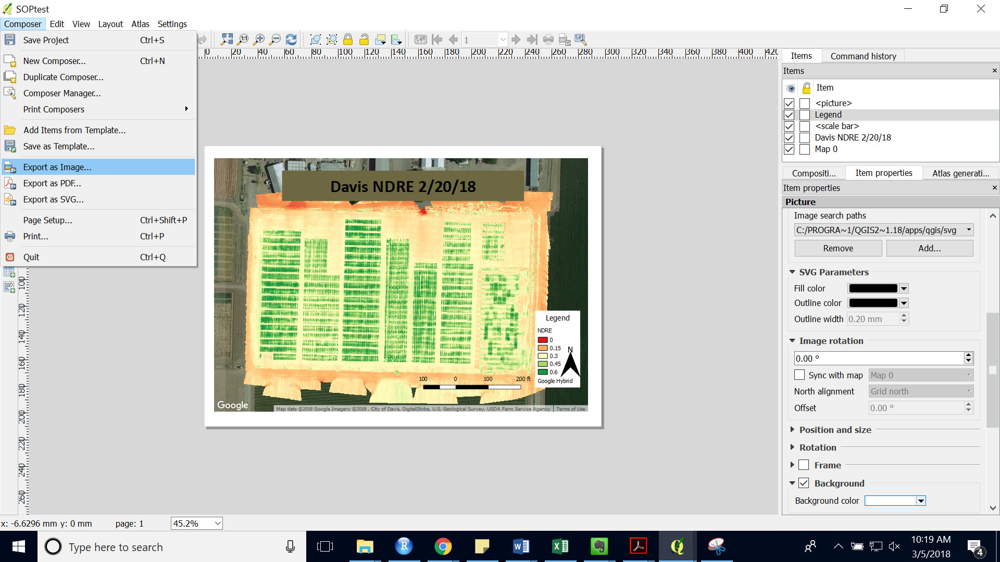 SOPtest
Composer Edit View Layout Atlas Settings
Save Project Ctrl+S
New Composer... Ctrl+N
Duplicate Composer...
Composer Manager...
Print Composers
Add Items from Template...
Save as Template...
Export as Image...
Export as PDF...
Export as SVG...
Page Setup... Ctrl+Shift+P
Print... Ctrl+P
Quit Ctrl+Q
1:1
1
0 20 40 60 80 100 120 140 160 180 200 220 240 260 280 300 320 340 360 380 400 420
100
120
140
160
180
200
220
240
260
Davis NDRE 2/20/18
Legend
NDRE
0
0.15
0.3
0.45
0.6
N
Google Hybrid
100 0 100 200 ft
Google
Map data ©2018 Google Imagery ©2018 , City of Davis, DigitalGlobe, U.S. Geological Survey, USDA Farm Service Agency Terms of Use
Items Command history
Items
Item
<picture>
Legend
<scale bar>
Davis NDRE 2/20/18
Map 0
Compositi... Item properties Atlas generati...
Item properties
Picture
Image search paths
C:/PROGRA~1/QGIS2~1.18/apps/qgis/svg
Remove Add...
SVG Parameters
Fill color
Outline color
Outline width 0.20 mm
Image rotation
0.00 °
Sync with map Map 0
North alignment Grid north
Offset 0.00 °
Position and size
Rotation
Frame
Background
Background color
x: -6.6296 mm y: 0 mm page: 1 45.2%
Type here to search
R
W
X
10:19 AM
3/5/2018
4